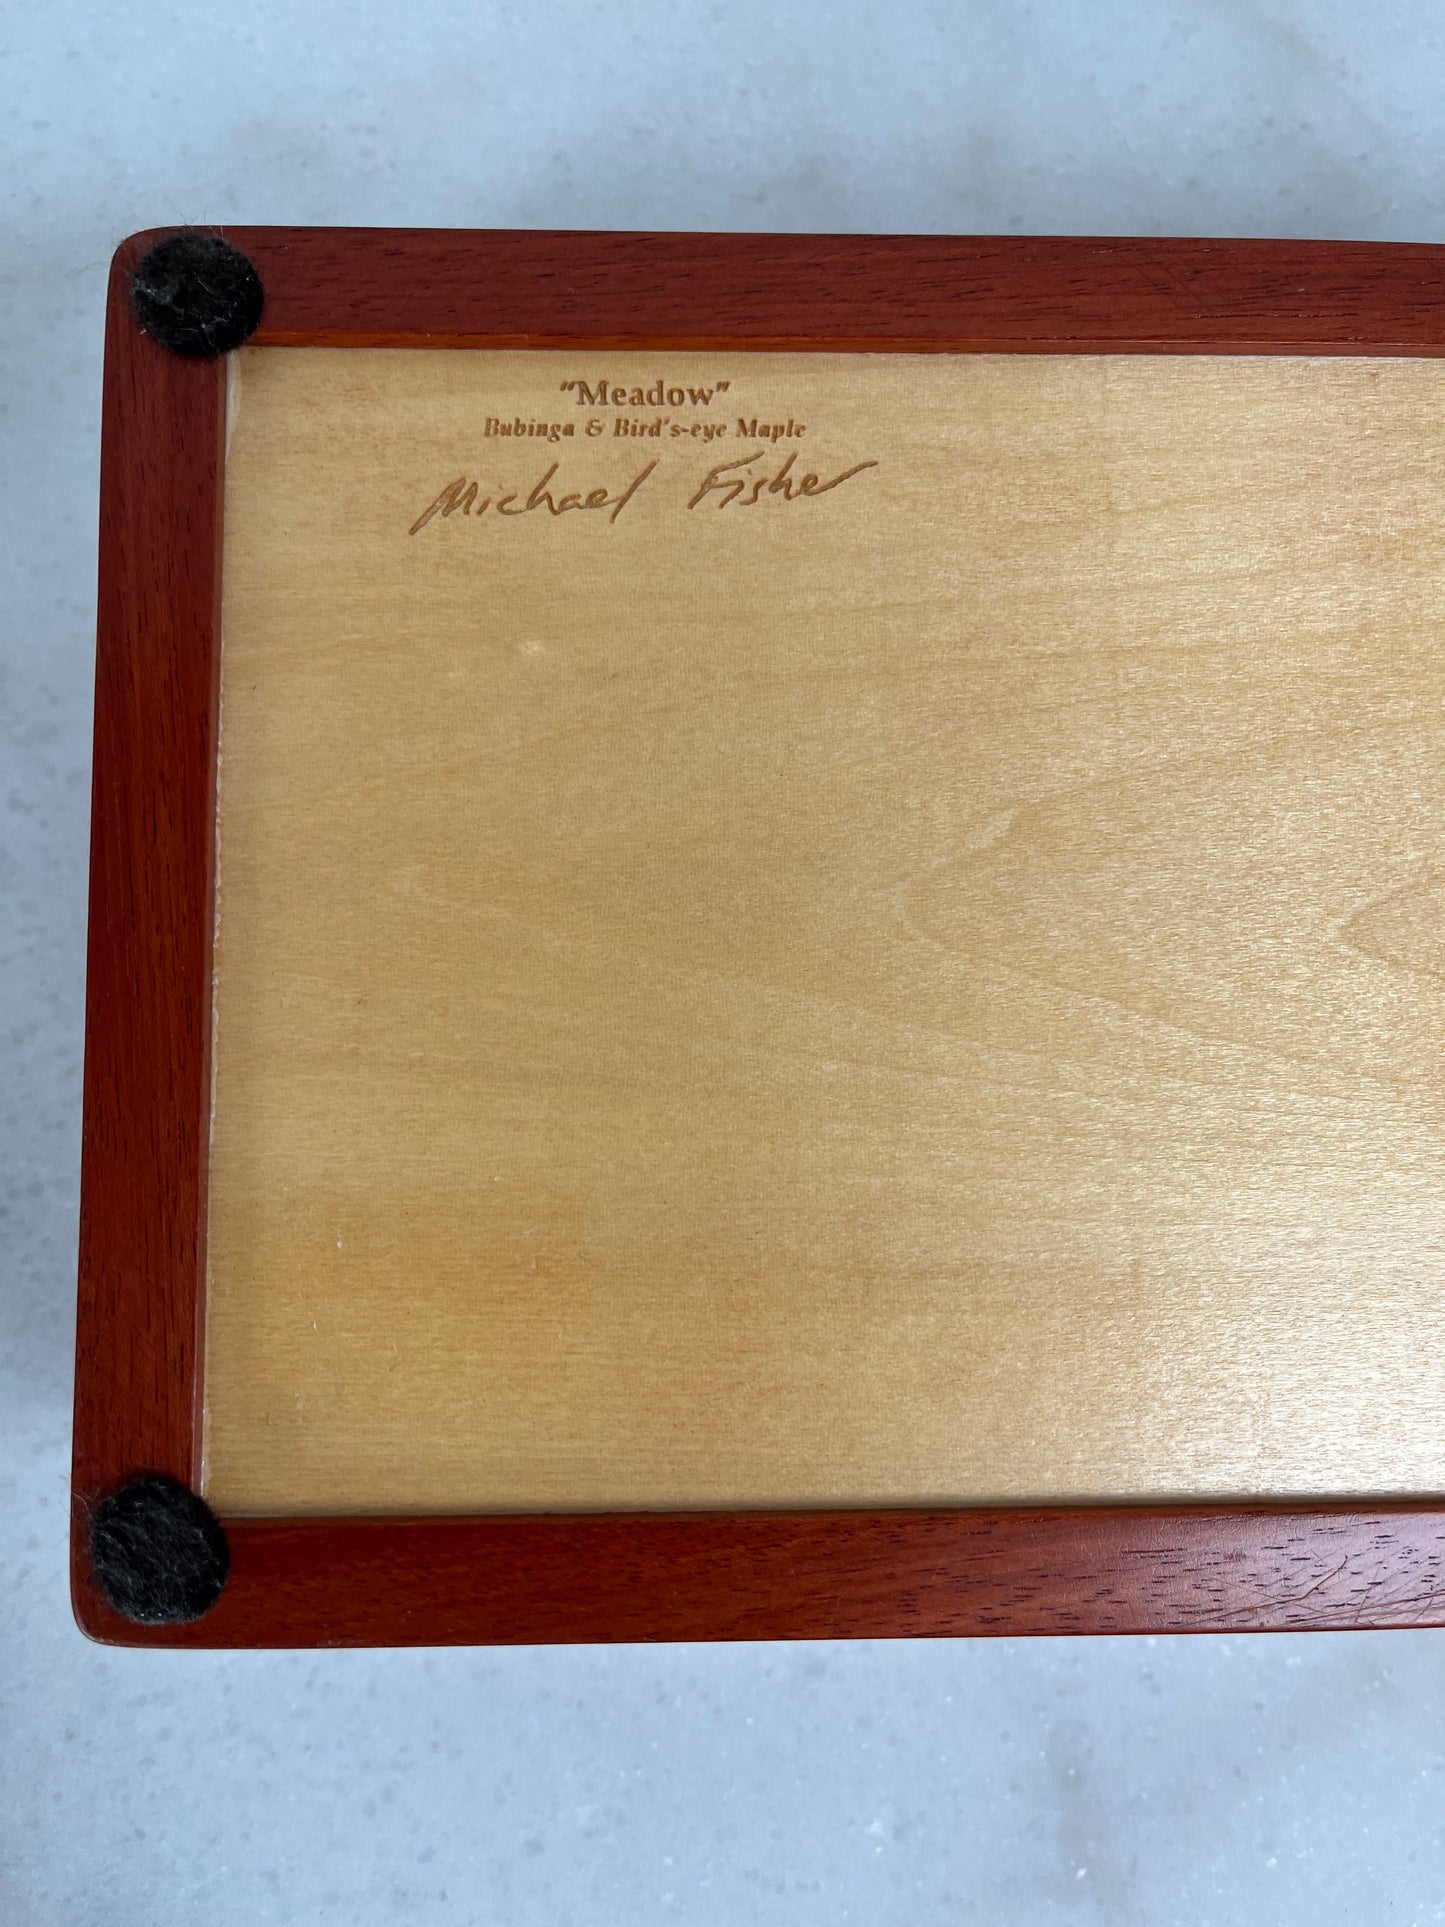 "Meadow"
Bubinga & Bird's-eye Maple
Michael Fisher